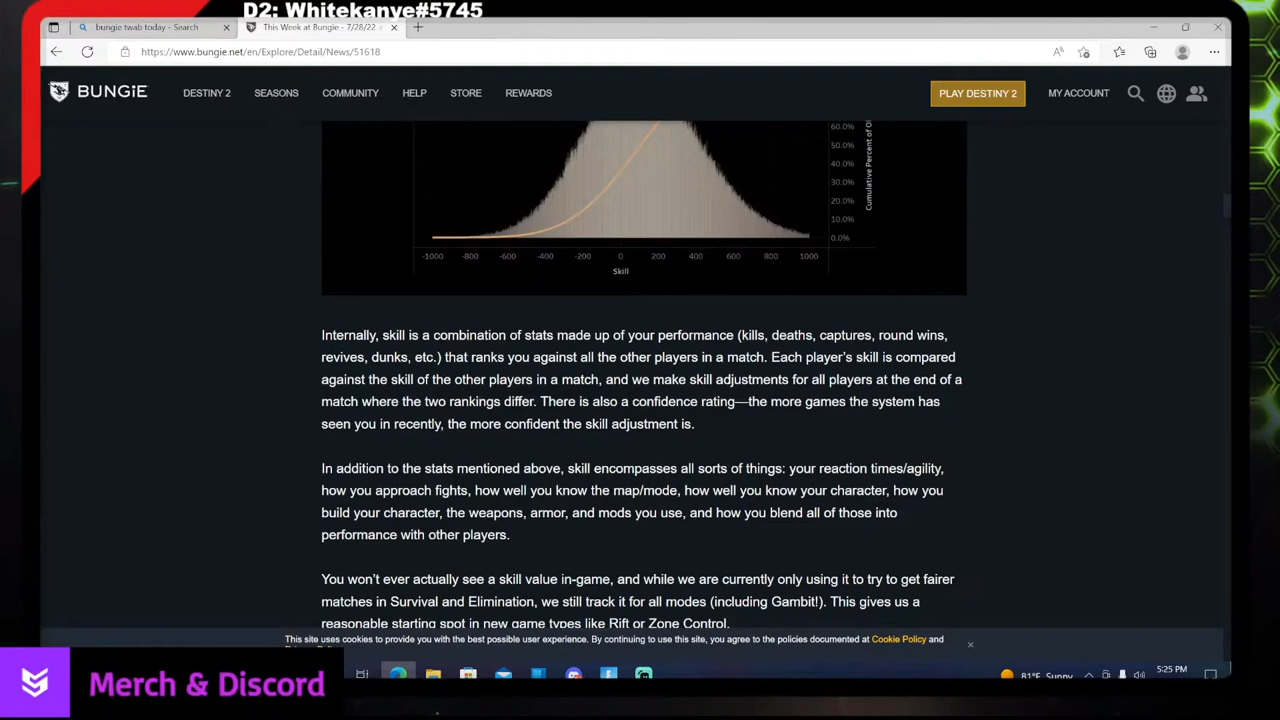 D2: Whitekanye#5745
bungie twab today - Search
This Week at Bungie - 7/28/22
https://www.bungie.net/en/Explore/Detail/News/51618
BUNGiE
DESTINY 2 SEASONS COMMUNITY HELP STORE REWARDS
PLAY DESTINY 2 MY ACCOUNT
60.0%
50.0%
40.0%
30.0%
20.0%
10.0%
0.0%
Cumulative Percent of
-1000 -800 -600 -400 -200 0 200 400 600 800 1000
Skill
Internally, skill is a combination of stats made up of your performance (kills, deaths, captures, round wins,
revives, dunks, etc.) that ranks you against all the other players in a match. Each player’s skill is compared
against the skill of the other players in a match, and we make skill adjustments for all players at the end of a
match where the two rankings differ. There is also a confidence rating—the more games the system has
seen you in recently, the more confident the skill adjustment is.
In addition to the stats mentioned above, skill encompasses all sorts of things: your reaction times/agility,
how you approach fights, how well you know the map/mode, how well you know your character, how you
build your character, the weapons, armor, and mods you use, and how you blend all of those into
performance with other players.
You won’t ever actually see a skill value in-game, and while we are currently only using it to try to get fairer
matches in Survival and Elimination, we still track it for all modes (including Gambit!). This gives us a
reasonable starting spot in new game types like Rift or Zone Control.
This site uses cookies to provide you with the best possible user experience. By continuing to use this site, you agree to the policies documented at Cookie Policy and
81°F Sunny
5:25 PM
Merch & Discord